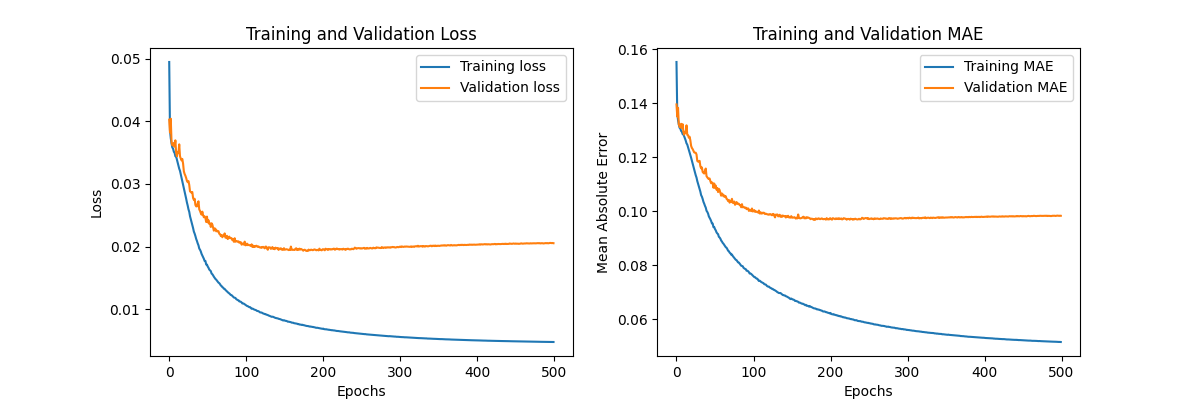 Training and Validation Loss
Training loss
Validation loss
0.05
0.04
0.03
0.02
0.01
Loss
0 100 200 300 400 500
Epochs
Training and Validation MAE
Training MAE
Validation MAE
0.16
0.14
0.12
0.10
0.08
0.06
Mean Absolute Error
0 100 200 300 400 500
Epochs